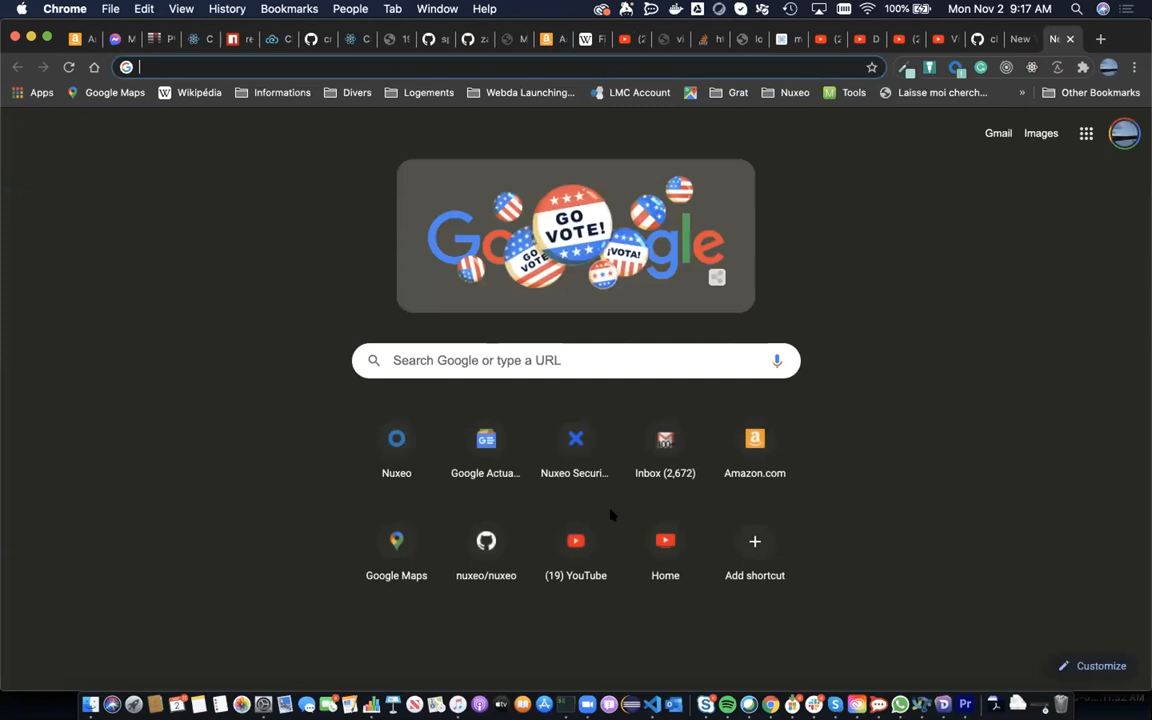 Chrome File Edit View History Bookmarks People Tab Window Help 100% Mon Nov 2 9:17 AM
New
Apps Google Maps Wikipédia Informations Divers Logements Webda Launching... LMC Account Grat Nuxeo Tools Laisse moi cherch... » Other Bookmarks
Gmail Images
Google
GO VOTE!
GO VOTE
¡VOTA!
Search Google or type a URL
Nuxeo Google Actua... Nuxeo Securi... Inbox (2,672) Amazon.com
Google Maps nuxeo/nuxeo (19) YouTube Home Add shortcut
Customize